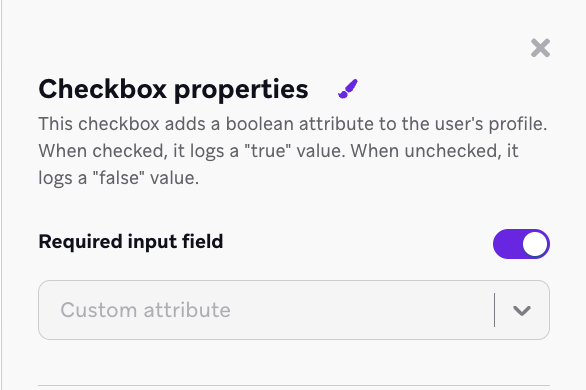 Checkbox properties
This checkbox adds a boolean attribute to the user's profile.
When checked, it logs a "true" value. When unchecked, it
logs a "false" value.
Required input field
Custom attribute